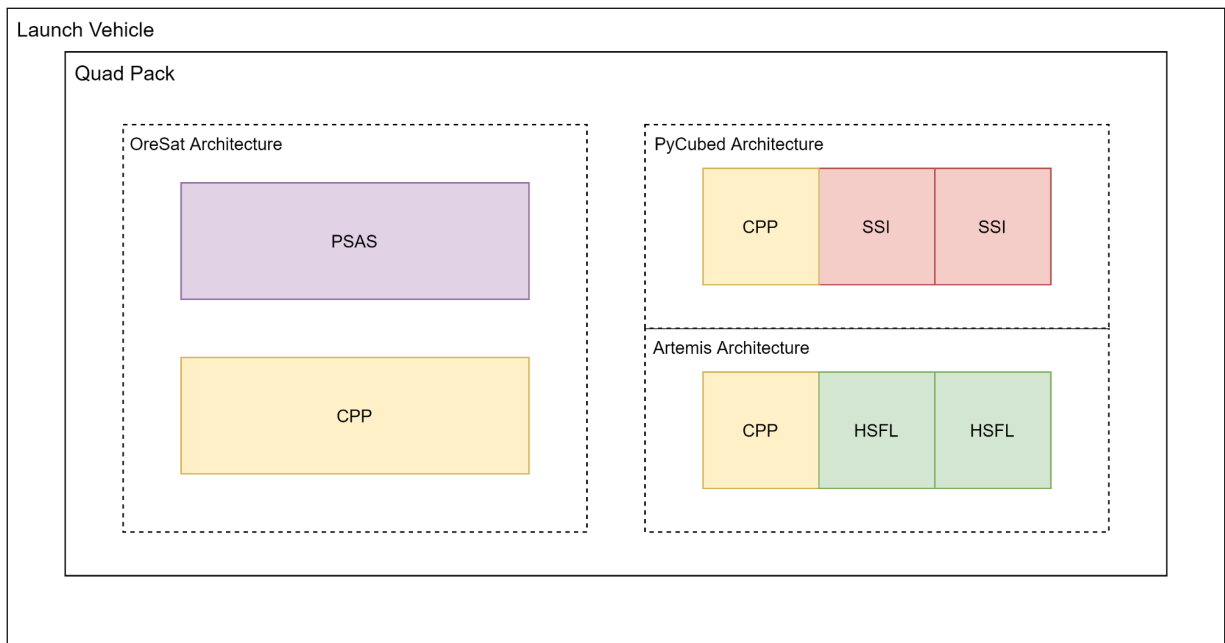 Launch Vehicle
Quad Pack
OreSat Architecture
PSAS
CPP
PyCubed Architecture
CPP SSI SSI
Artemis Architecture
CPP HSFL HSFL